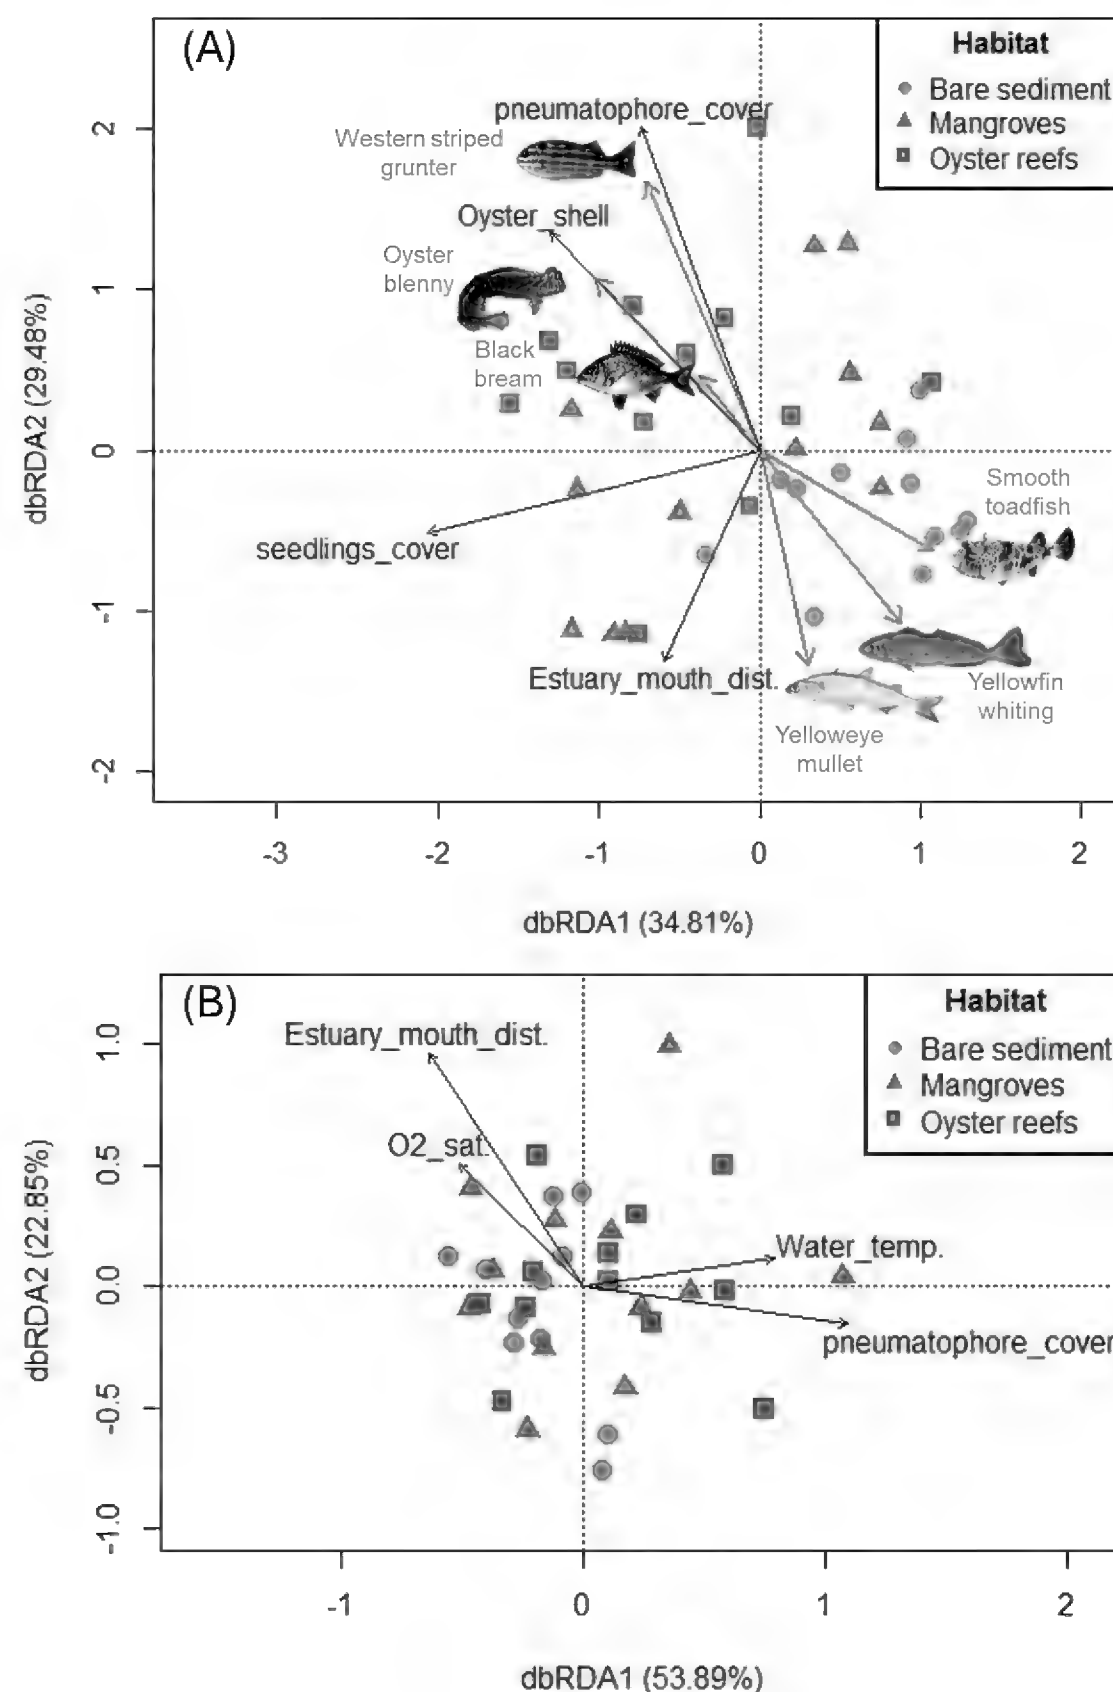 (A)
Habitat
Bare sediment
Mangroves
Oyster reefs
pneumatophore_cover
Western striped
grunter
Oyster_shell
Oyster
blenny
Black
bream
seedlings_cover
Smooth
toadfish
Estuary_mouth_dist.
Yellowfin
whiting
Yelloweye
mullet
dbRDA2 (29.48%)
2
1
0
-1
-2
-3 -2 -1 0 1 2
dbRDA1 (34.81%)
(B)
Habitat
Bare sediment
Mangroves
Oyster reefs
Estuary_mouth_dist.
O2_sat.
Water_temp.
pneumatophore_cover
dbRDA2 (22.85%)
1.0
0.5
0.0
-0.5
-1.0
-1 0 1 2
dbRDA1 (53.89%)